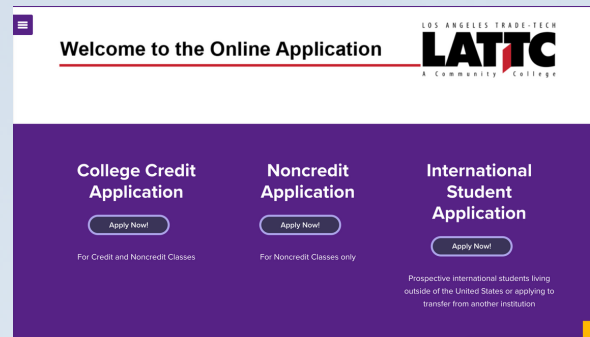 Welcome to the Online Application
LOS ANGELES TRADE-TECH
LATTC
A Community College
College Credit
Application
Apply Now!
For Credit and Noncredit Classes
Noncredit
Application
Apply Now!
For Noncredit Classes only
International
Student
Application
Apply Now!
Prospective international students living
outside of the United States or applying to
transfer from another institution